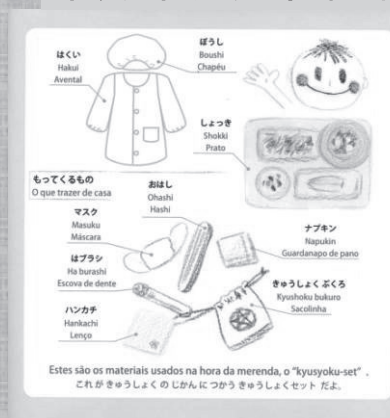 はくい
Hakui
Avental
ぼうし
Boushi
Chapéu
しょっき
Shokki
Prato
もってくるもの
O que trazer de casa
おはし
Ohashi
Hashi
マスク
Masuku
Máscara
はブラシ
Ha burashi
Escova de dente
ハンカチ
Hankachi
Lenço
ナプキン
Napukin
Guardanapo de pano
きゅうしょく ぶくろ
Kyushoku bukuro
Sacolinha
Estes são os materiais usados na hora da merenda, o "kyusyoku-set" .
これ が きゅうしょく の じかん に つかう きゅうしょくセット だよ。